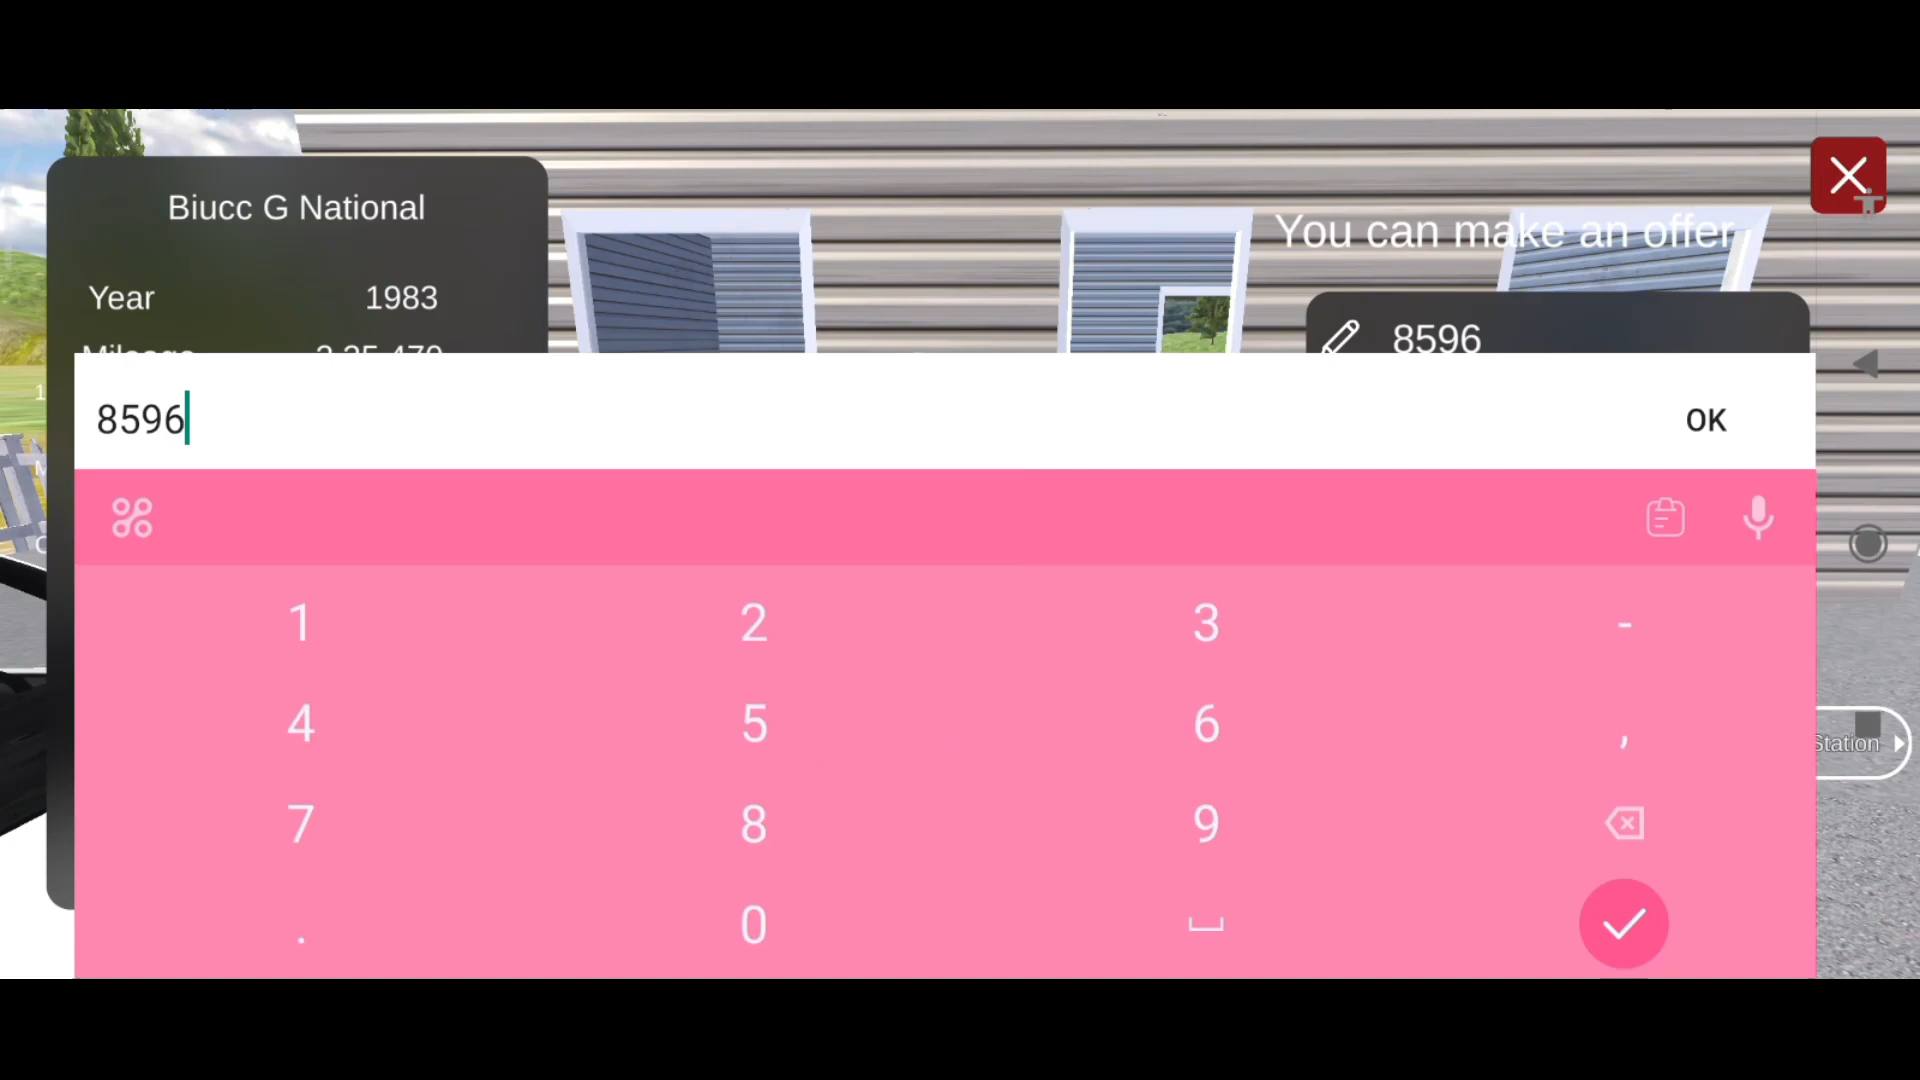 Biucc G National
You can make an offer
Year 1983
8596
8596
OK
1 2 3 -
4 5 6 ,
Station
7 8 9
. 0